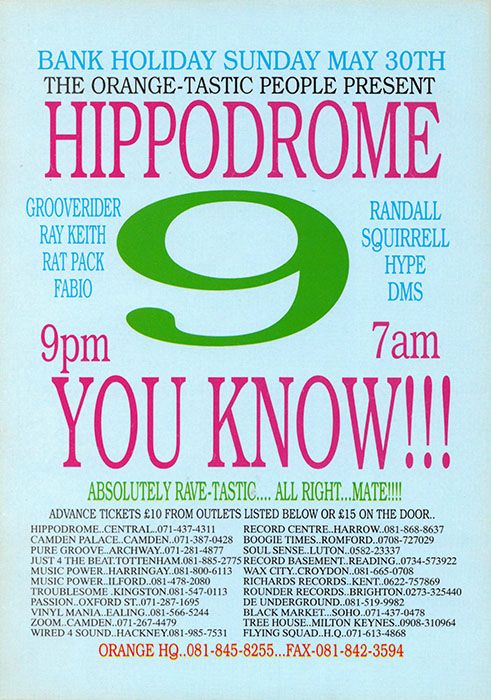 BANK HOLIDAY SUNDAY MAY 30TH
THE ORANGE-TASTIC PEOPLE PRESENT
HIPPODROME
9
GROOVERIDER
RAY KEITH
RAT PACK
FABIO
RANDALL
SQUIRRELL
HYPE
DMS
9pm
7am
YOU KNOW!!!
ABSOLUTELY RAVE-TASTIC.... ALL RIGHT...MATE!!!!
ADVANCE TICKETS £10 FROM OUTLETS LISTED BELOW OR £15 ON THE DOOR..
HIPPODROME..CENTRAL..071-437-4311
CAMDEN PALACE..CAMDEN..071-387-0428
PURE GROOVE..ARCHWAY..071-281-4877
JUST 4 THE BEAT.TOTTENHAM.081-885-2775
MUSIC POWER..HARRINGAY..081-800-6113
MUSIC POWER..ILFORD..081-478-2080
TROUBLESOME .KINGSTON.081-547-0113
PASSION..OXFORD ST..071-287-1695
VINYL MANIA..EALING..081-566-5244
ZOOM..CAMDEN..071-267-4479
WIRED 4 SOUND..HACKNEY.081-985-7531
RECORD CENTRE..HARROW..081-868-8637
BOOGIE TIMES..ROMFORD..0708-727029
SOUL SENSE..LUTON..0582-23337
RECORD BASEMENT..READING..0734-573922
WAX CITY..CROYDON..081-665-0708
RICHARDS RECORDS..KENT..0622-757869
ROUNDER RECORDS..BRIGHTON.0273-325440
DE UNDERGROUND..081-519-9982
BLACK MARKET...SOHO..071-437-0478
TREE HOUSE..MILTON KEYNES..0908-310964
FLYING SQUAD..H.Q..071-613-4868
ORANGE HQ..081-845-8255...FAX-081-842-3594